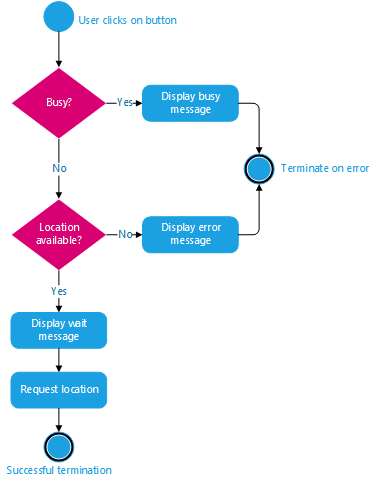 User clicks on button
Busy?
Yes
Display busy
message
No
Terminate on error
Location
available?
No
Display error
message
Yes
Display wait
message
Request location
Successful termination